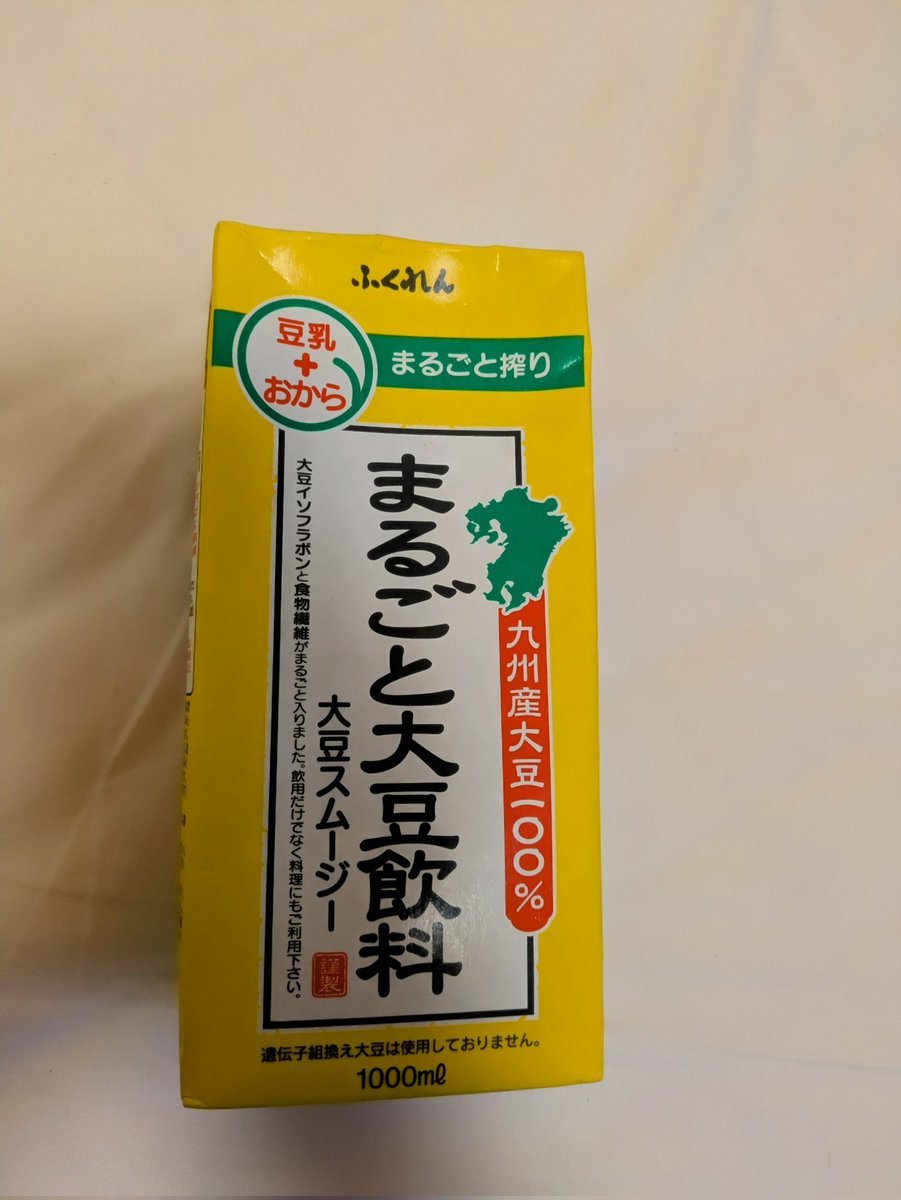 ふくれん
豆乳
+
おから
まるごと搾り
まるごと大豆飲料
大豆スムージー
謹製
大豆イソフラボンと食物繊維がまるごと入りました。飲用だけでなく料理にもご利用下さい。
九州産大豆一〇〇%
遺伝子組換え大豆は使用しておりません。
1000ml